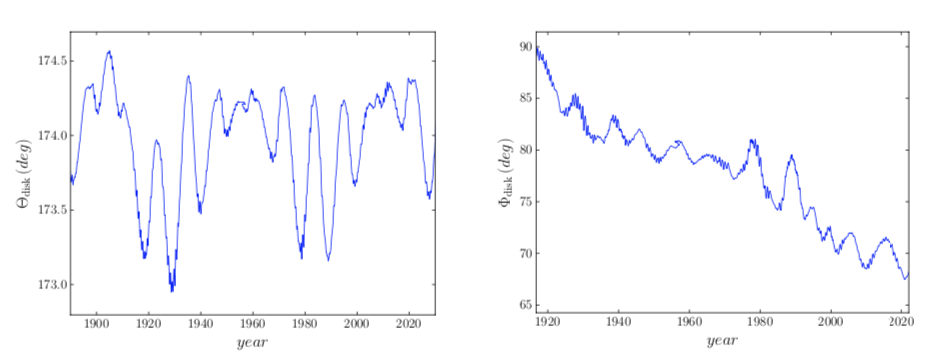 174.5
174.0
173.5
173.0
Θdisk (deg)
1900 1920 1940 1960 1980 2000 2020
year
90
85
80
75
70
65
Φdisk (deg)
1920 1940 1960 1980 2000 2020
year